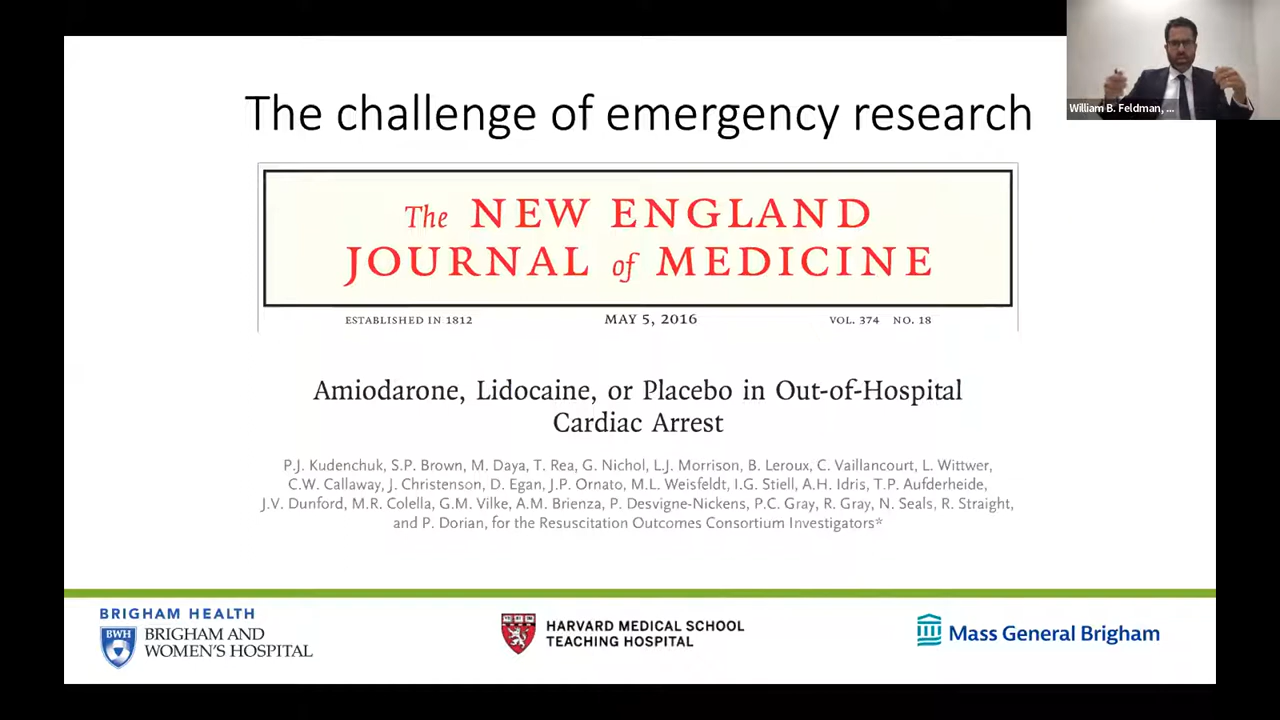 The challenge of emergency research
William B. Feldman, ...
The NEW ENGLAND
JOURNAL of MEDICINE
ESTABLISHED IN 1812 MAY 5, 2016 VOL. 374 NO. 18
Amiodarone, Lidocaine, or Placebo in Out-of-Hospital
Cardiac Arrest
P.J. Kudenchuk, S.P. Brown, M. Daya, T. Rea, G. Nichol, L.J. Morrison, B. Leroux, C. Vaillancourt, L. Wittwer,
C.W. Callaway, J. Christenson, D. Egan, J.P. Ornato, M.L. Weisfeldt, I.G. Stiell, A.H. Idris, T.P. Aufderheide,
J.V. Dunford, M.R. Colella, G.M. Vilke, A.M. Brienza, P. Desvigne-Nickens, P.C. Gray, R. Gray, N. Seals, R. Straight,
and P. Dorian, for the Resuscitation Outcomes Consortium Investigators*
BRIGHAM HEALTH
BWH
BRIGHAM AND
WOMEN'S HOSPITAL
HARVARD MEDICAL SCHOOL
TEACHING HOSPITAL
Mass General Brigham